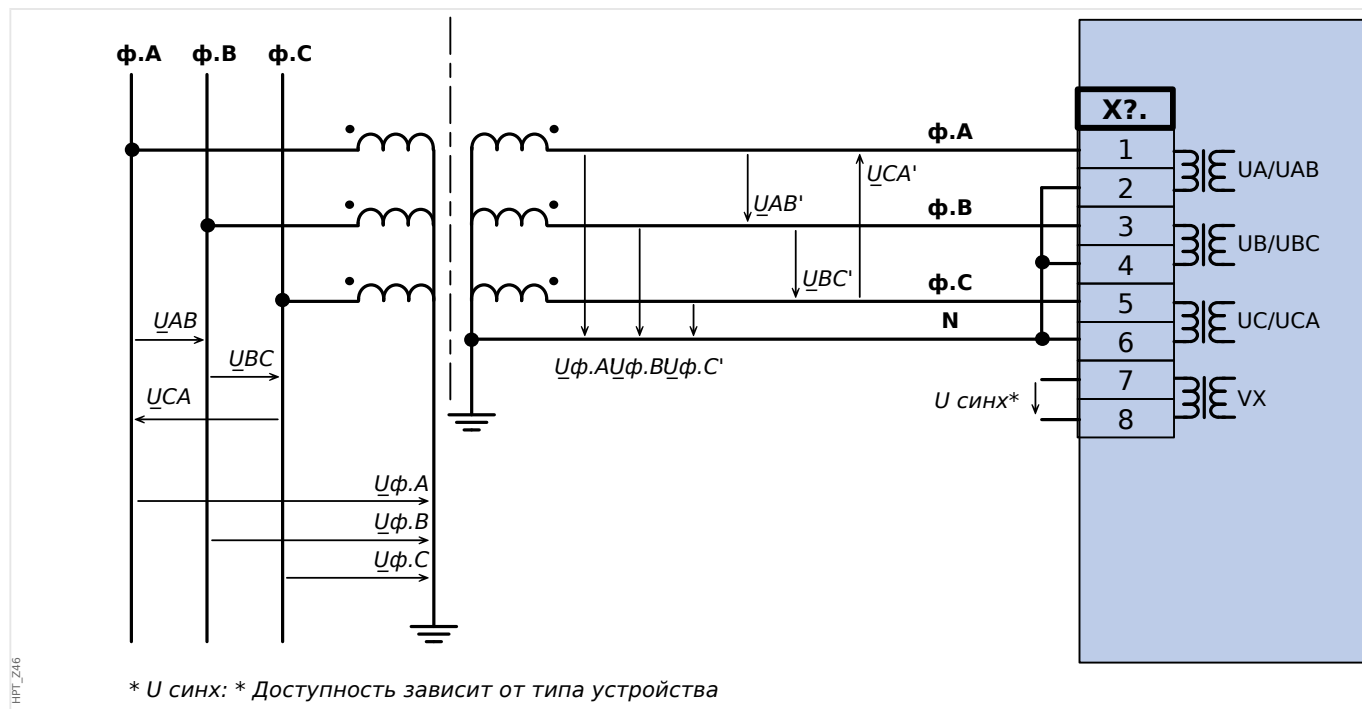 ф.A ф.B ф.C
X?.
ф.A
1
UA/UAB
2
UCA'
UAB'
ф.B
3
UB/UBC
4
UBC'
ф.C
5
UC/UCA
N
6
UAB
UBC
Uф.AUф.BUф.C'
7
UCA
U синх*
VX
8
Uф.A
Uф.B
Uф.C
HPT_Z46
* U синх: * Доступность зависит от типа устройства